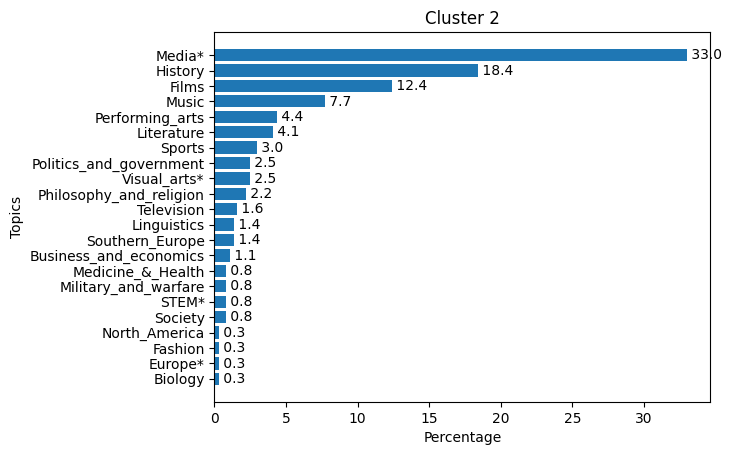 Cluster 2
Media* 33.0
History 18.4
Films 12.4
Music 7.7
Performing_arts 4.4
Literature 4.1
Sports 3.0
Politics_and_government 2.5
Visual_arts* 2.5
Philosophy_and_religion 2.2
Television 1.6
Linguistics 1.4
Southern_Europe 1.4
Business_and_economics 1.1
Medicine_&_Health 0.8
Military_and_warfare 0.8
STEM* 0.8
Society 0.8
North_America 0.3
Fashion 0.3
Europe* 0.3
Biology 0.3
Topics
0 5 10 15 20 25 30
Percentage